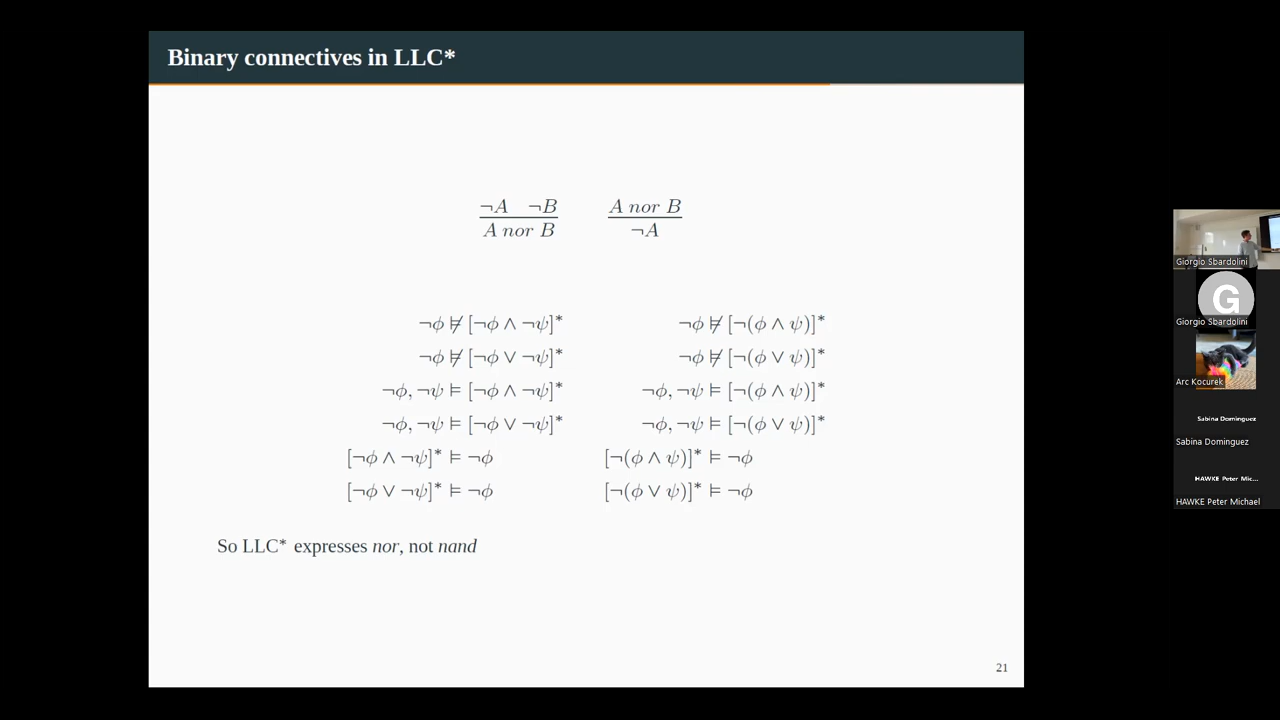 Binary connectives in LLC*
¬A ¬B
A nor B
A nor B
¬A
¬ϕ ⊭ [¬ϕ ∧ ¬ψ]*
¬ϕ ⊭ [¬ϕ ∨ ¬ψ]*
¬ϕ, ¬ψ ⊨ [¬ϕ ∧ ¬ψ]*
¬ϕ, ¬ψ ⊨ [¬ϕ ∨ ¬ψ]*
[¬ϕ ∧ ¬ψ]* ⊨ ¬ϕ
[¬ϕ ∨ ¬ψ]* ⊨ ¬ϕ
¬ϕ ⊭ [¬(ϕ ∧ ψ)]*
¬ϕ ⊭ [¬(ϕ ∨ ψ)]*
¬ϕ, ¬ψ ⊨ [¬(ϕ ∧ ψ)]*
¬ϕ, ¬ψ ⊨ [¬(ϕ ∨ ψ)]*
[¬(ϕ ∧ ψ)]* ⊨ ¬ϕ
[¬(ϕ ∨ ψ)]* ⊨ ¬ϕ
So LLC* expresses nor, not nand
21
Giorgio Sbardolini
G
Giorgio Sbardolini
Arc Kocurek
Sabina Dominguez
Sabina Dominguez
HAWKE Peter Mic...
HAWKE Peter Michael